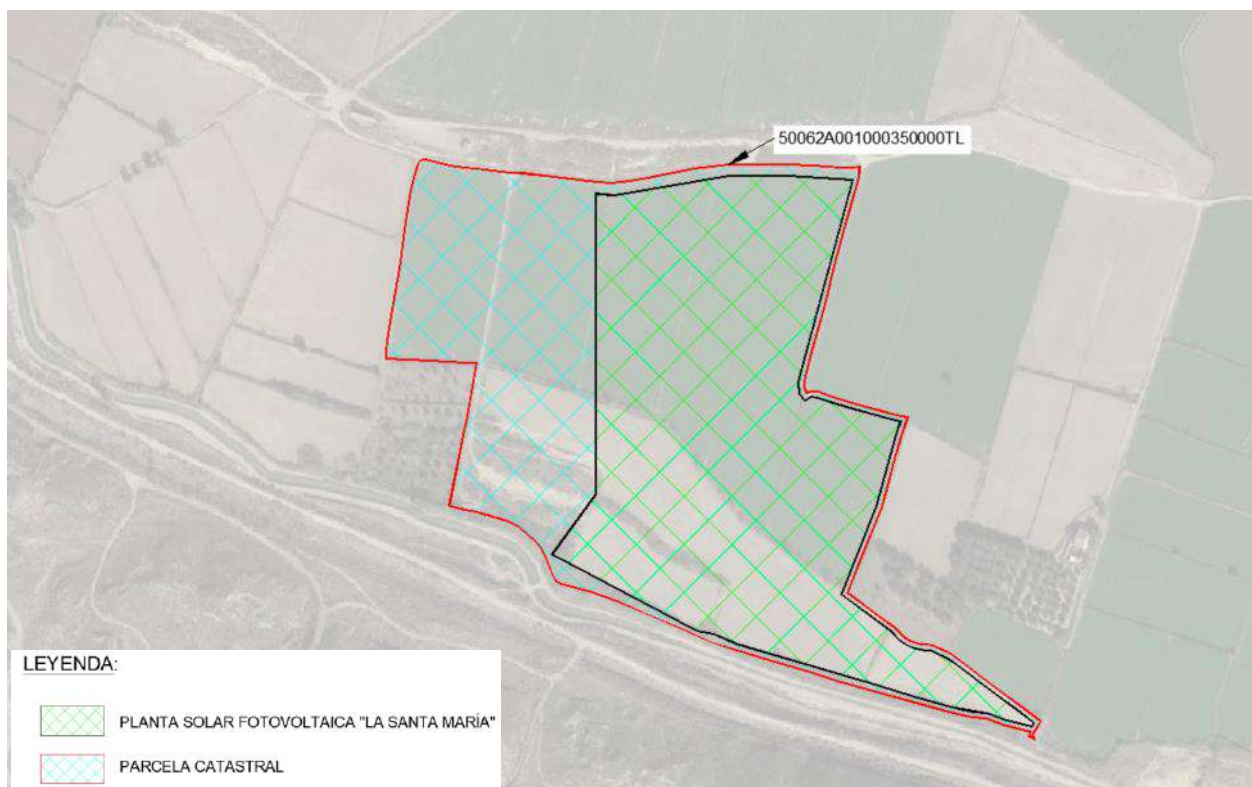 50062A001000350000TL
LEYENDA:
PLANTA SOLAR FOTOVOLTAICA "LA SANTA MARÍA"
PARCELA CATASTRAL